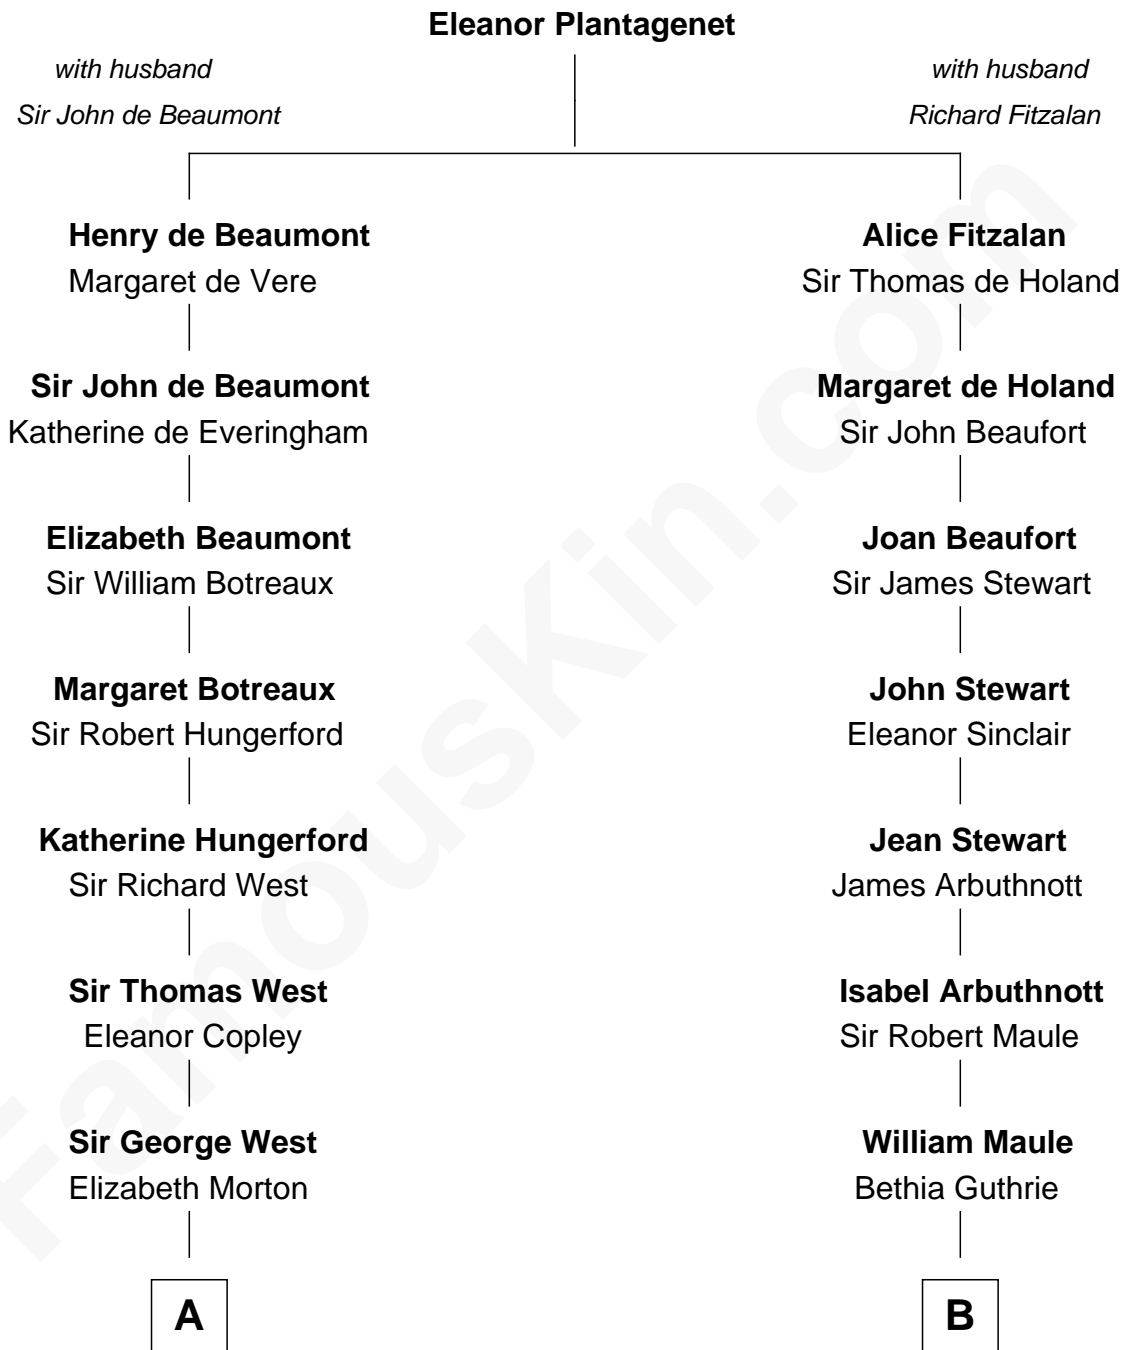 Eleanor Plantagenet
with husband
Sir John de Beaumont
with husband
Richard Fitzalan
Henry de Beaumont
Margaret de Vere
Alice Fitzalan
Sir Thomas de Holand
Sir John de Beaumont
Katherine de Everingham
Margaret de Holand
Sir John Beaufort
Elizabeth Beaumont
Sir William Botreaux
Joan Beaufort
Sir James Stewart
Margaret Botreaux
Sir Robert Hungerford
John Stewart
Eleanor Sinclair
Katherine Hungerford
Sir Richard West
Jean Stewart
James Arbuthnott
Sir Thomas West
Eleanor Copley
Isabel Arbuthnott
Sir Robert Maule
Sir George West
Elizabeth Morton
William Maule
Bethia Guthrie
A
B
FamousKin.com